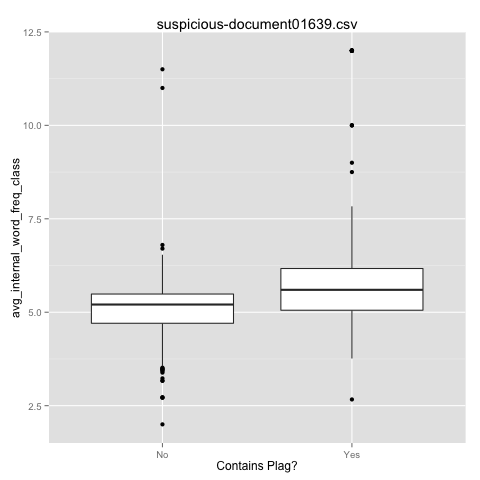 suspicious-document01639.csv
12.5
10.0
7.5
5.0
2.5
avg_internal_word_freq_class
No Yes
Contains Plag?